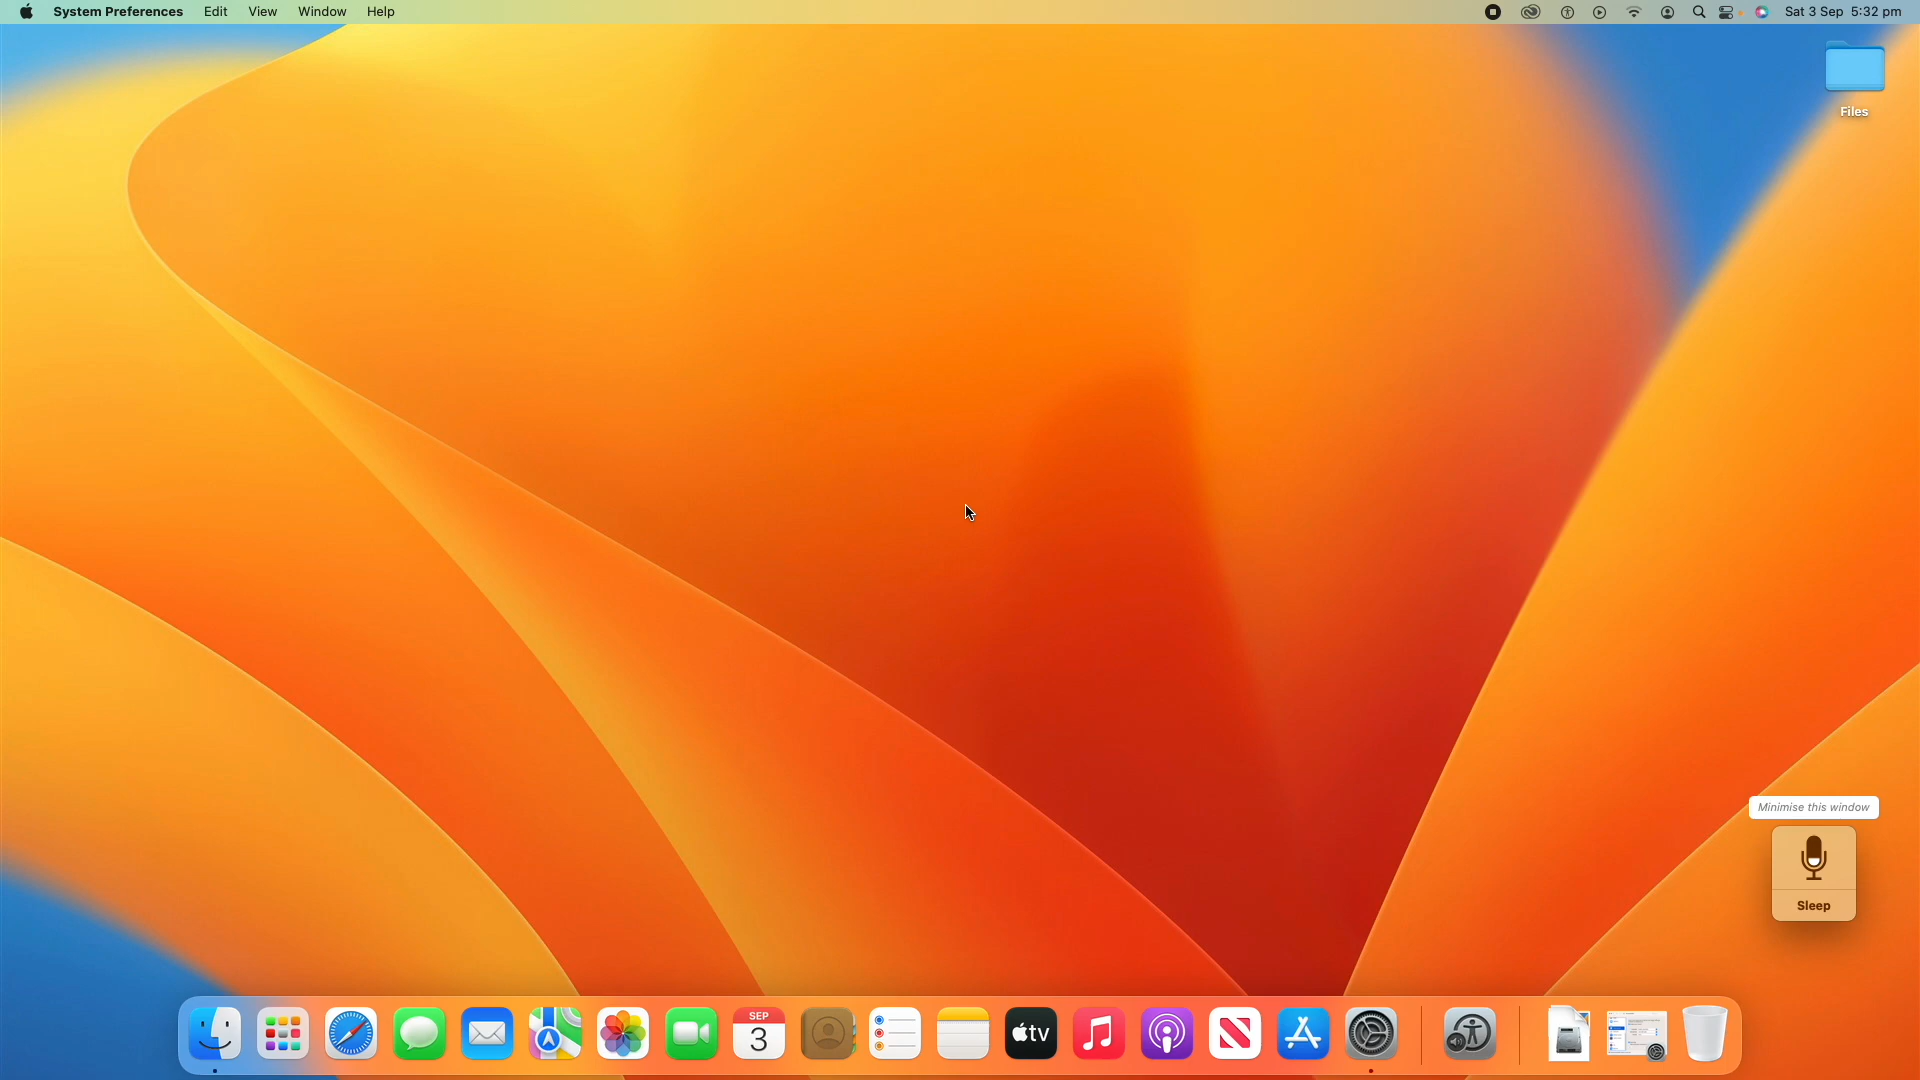 System Preferences Edit View Window Help Sat 3 Sep 5:32 pm
Files
Minimise this window
Sleep
SEP
3
tv